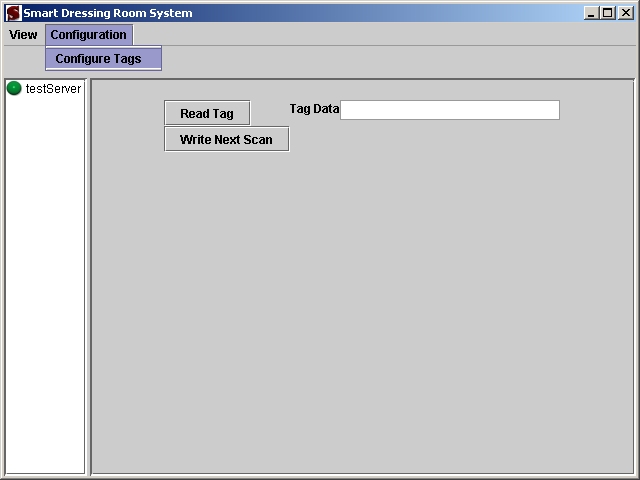 Smart Dressing Room System
View Configuration
Configure Tags
testServer
Read Tag Tag Data
Write Next Scan